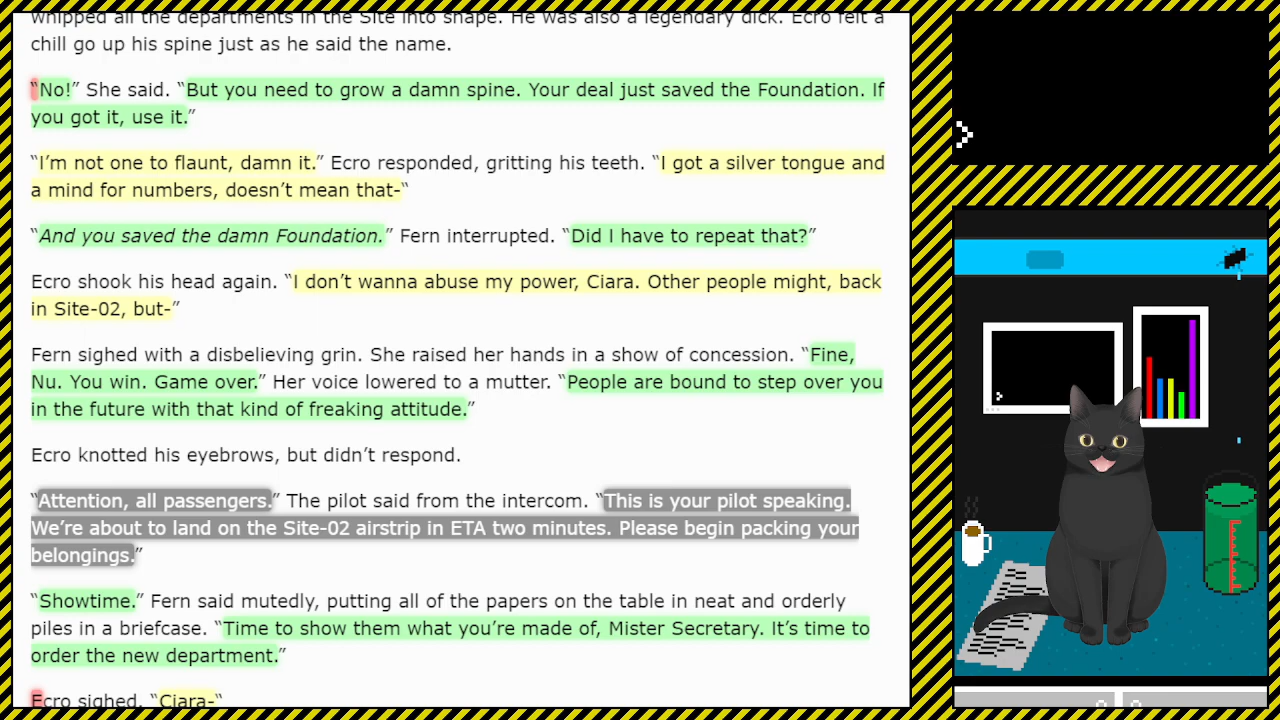 whipped all the departments in the Site into shape. He was also a legendary dick. Ecro felt a
chill go up his spine just as he said the name.
“No!” She said. “But you need to grow a damn spine. Your deal just saved the Foundation. If
you got it, use it.”
“I’m not one to flaunt, damn it.” Ecro responded, gritting his teeth. “I got a silver tongue and
a mind for numbers, doesn’t mean that-“
“And you saved the damn Foundation.” Fern interrupted. “Did I have to repeat that?”
Ecro shook his head again. “I don’t wanna abuse my power, Ciara. Other people might, back
in Site-02, but-”
Fern sighed with a disbelieving grin. She raised her hands in a show of concession. “Fine,
Nu. You win. Game over.” Her voice lowered to a mutter. “People are bound to step over you
in the future with that kind of freaking attitude.”
Ecro knotted his eyebrows, but didn’t respond.
“Attention, all passengers.” The pilot said from the intercom. “This is your pilot speaking.
We’re about to land on the Site-02 airstrip in ETA two minutes. Please begin packing your
belongings.”
“Showtime.” Fern said mutedly, putting all of the papers on the table in neat and orderly
piles in a briefcase. “Time to show them what you’re made of, Mister Secretary. It’s time to
order the new department.”
Ecro sighed. “Ciara-“